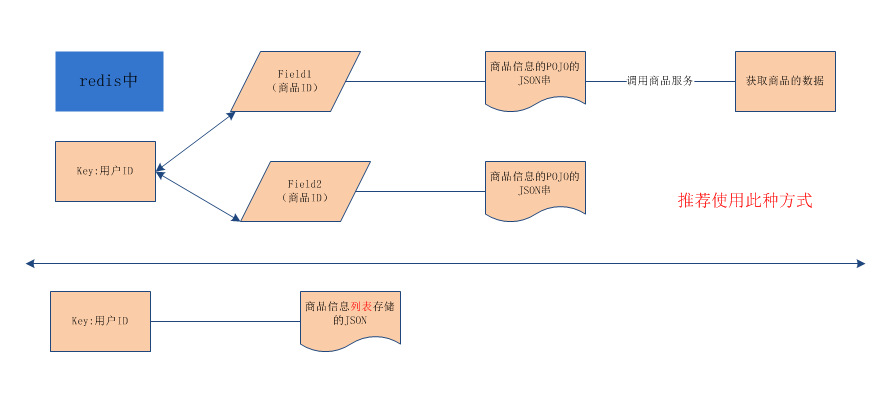 redis中
Field1
（商品ID）
商品信息的POJO的
JSON串
调用商品服务
获取商品的数据
Key:用户ID
Field2
（商品ID）
商品信息的POJO的
JSON串
推荐使用此种方式
Key:用户ID
商品信息列表存储
的JSON